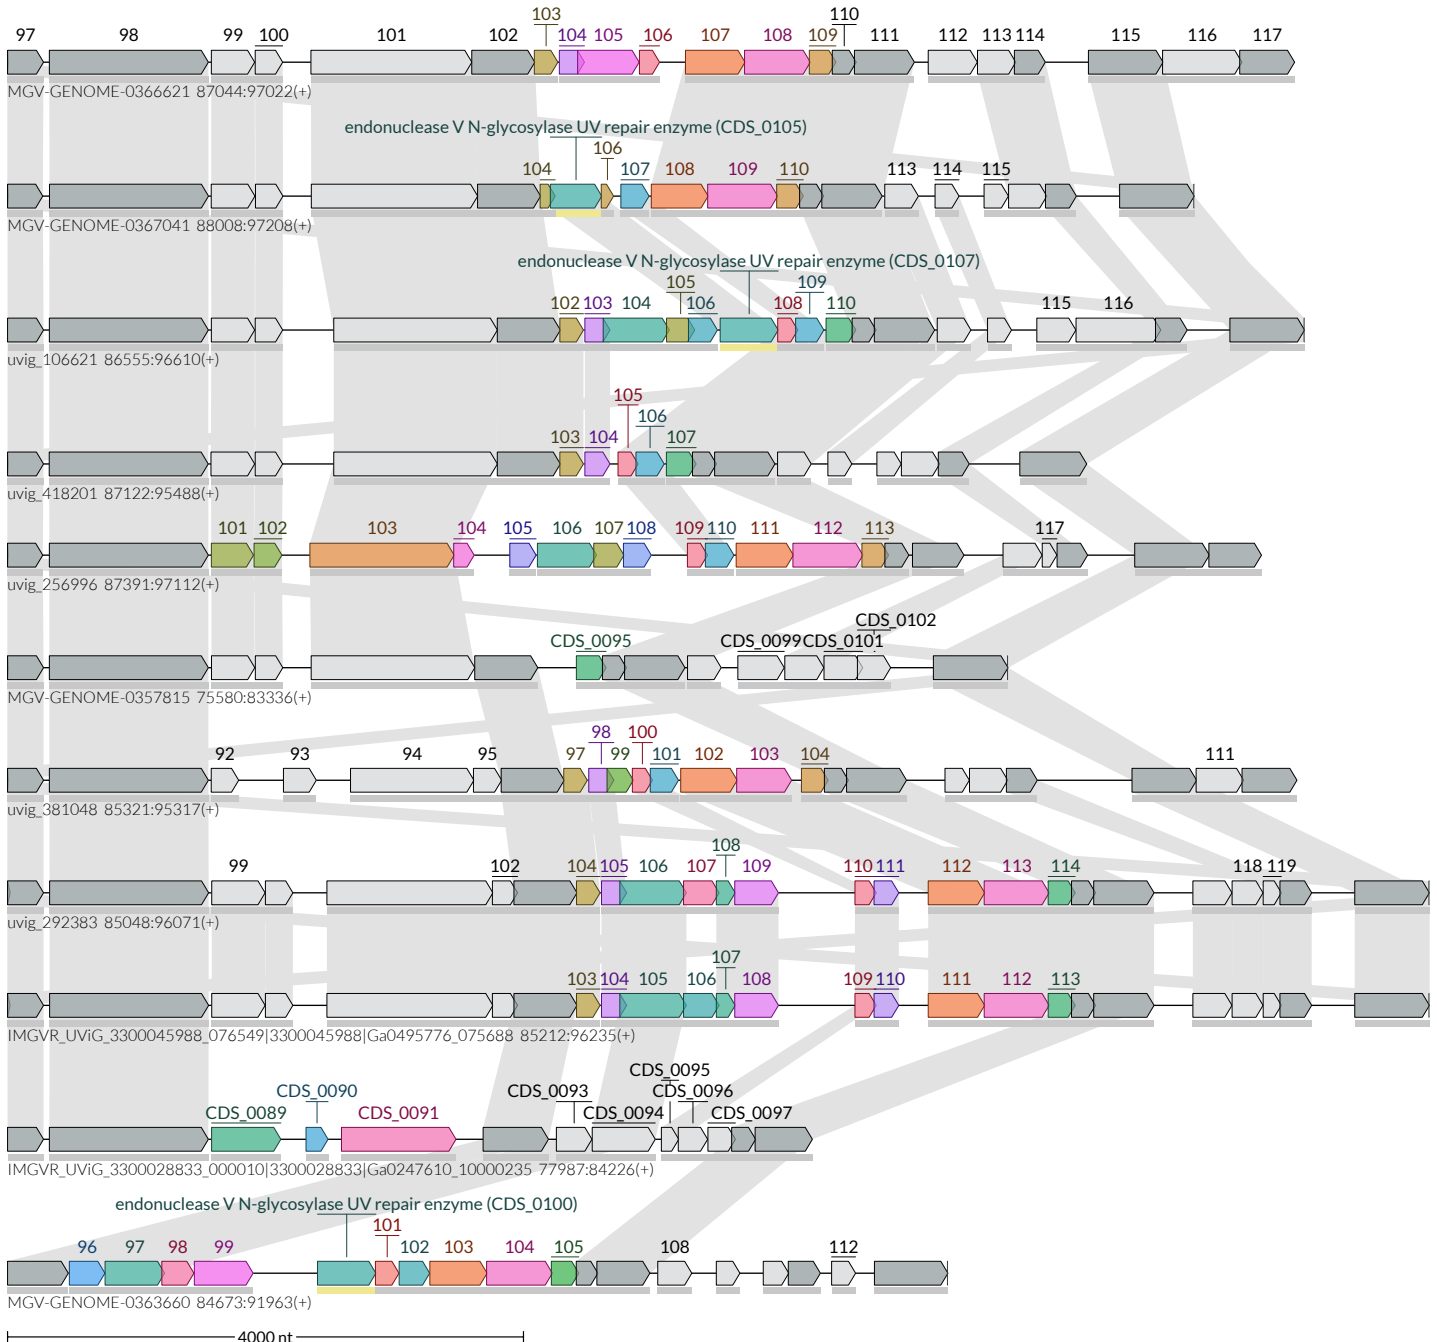 103 110
97 98 99 100 101 102 104 105 106 107 108 109 111 112 113 114 115 116 117
MGV-GENOME-0366621 87044:97022(+)
endonuclease V N-glycosylase UV repair enzyme (CDS_0105)
106
104 107 108 109 110 113 114 115
MGV-GENOME-0367041 88008:97208(+)
endonuclease V N-glycosylase UV repair enzyme (CDS_0107)
105 109
102 103 104 106 108 110 115 116
uvig_106621 86555:96610(+)
105
106
103 104 107
uvig_418201 87122:95488(+)
101 102 103 104 105 106 107 108 109 110 111 112 113 117
uvig_256996 87391:97112(+)
CDS_0102
CDS_0095 CDS_0099 CDS_0101
MGV-GENOME-0357815 75580:83336(+)
98 100
92 93 94 95 97 99 101 102 103 104 111
uvig_381048 85321:95317(+)
108
99 102 104 105 106 107 109 110 111 112 113 114 118 119
uvig_292383 85048:96071(+)
107
103 104 105 106 108 109 110 111 112 113
IMGVR_UViG_3300045988_076549|3300045988|Ga0495776_075688 85212:96235(+)
CDS_0095
CDS_0090 CDS_0093 CDS_0096
CDS_0089 CDS_0091 CDS_0094 CDS_0097
IMGVR_UViG_3300028833_000010|3300028833|Ga0247610_10000235 77987:84226(+)
endonuclease V N-glycosylase UV repair enzyme (CDS_0100)
101
96 97 98 99 102 103 104 105 108 112
MGV-GENOME-0363660 84673:91963(+)
4000 nt